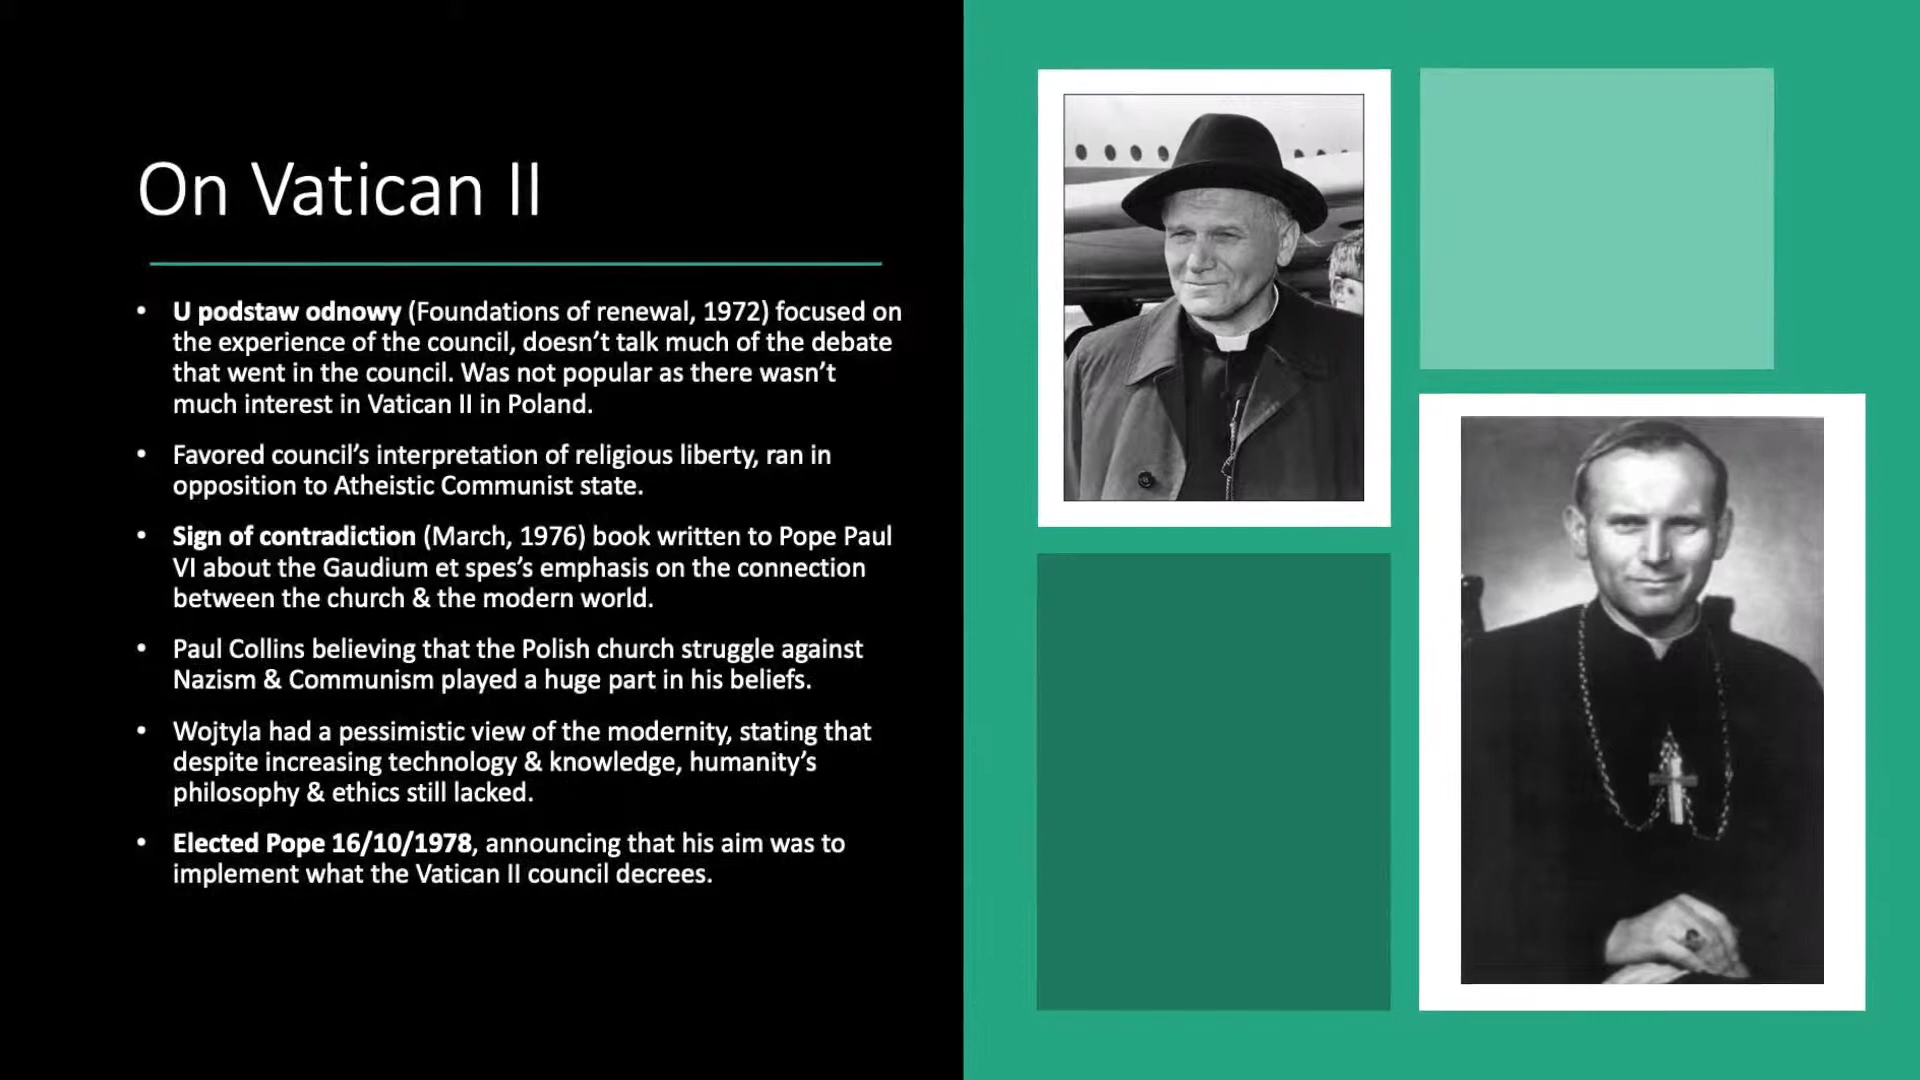 On Vatican II
• U podstaw odnowy (Foundations of renewal, 1972) focused on
the experience of the council, doesn’t talk much of the debate
that went in the council. Was not popular as there wasn’t
much interest in Vatican II in Poland.
• Favored council’s interpretation of religious liberty, ran in
opposition to Atheistic Communist state.
• Sign of contradiction (March, 1976) book written to Pope Paul
VI about the Gaudium et spes’s emphasis on the connection
between the church & the modern world.
• Paul Collins believing that the Polish church struggle against
Nazism & Communism played a huge part in his beliefs.
• Wojtyla had a pessimistic view of the modernity, stating that
despite increasing technology & knowledge, humanity’s
philosophy & ethics still lacked.
• Elected Pope 16/10/1978, announcing that his aim was to
implement what the Vatican II council decrees.